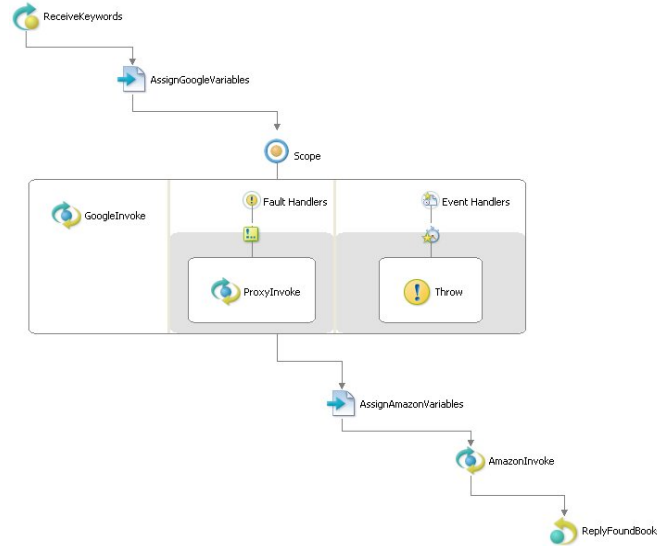 ReceiveKeywords
AssignGoogleVariables
Scope
GoogleInvoke
Fault Handlers
Event Handlers
ProxyInvoke
Throw
AssignAmazonVariables
AmazonInvoke
ReplyFoundBook